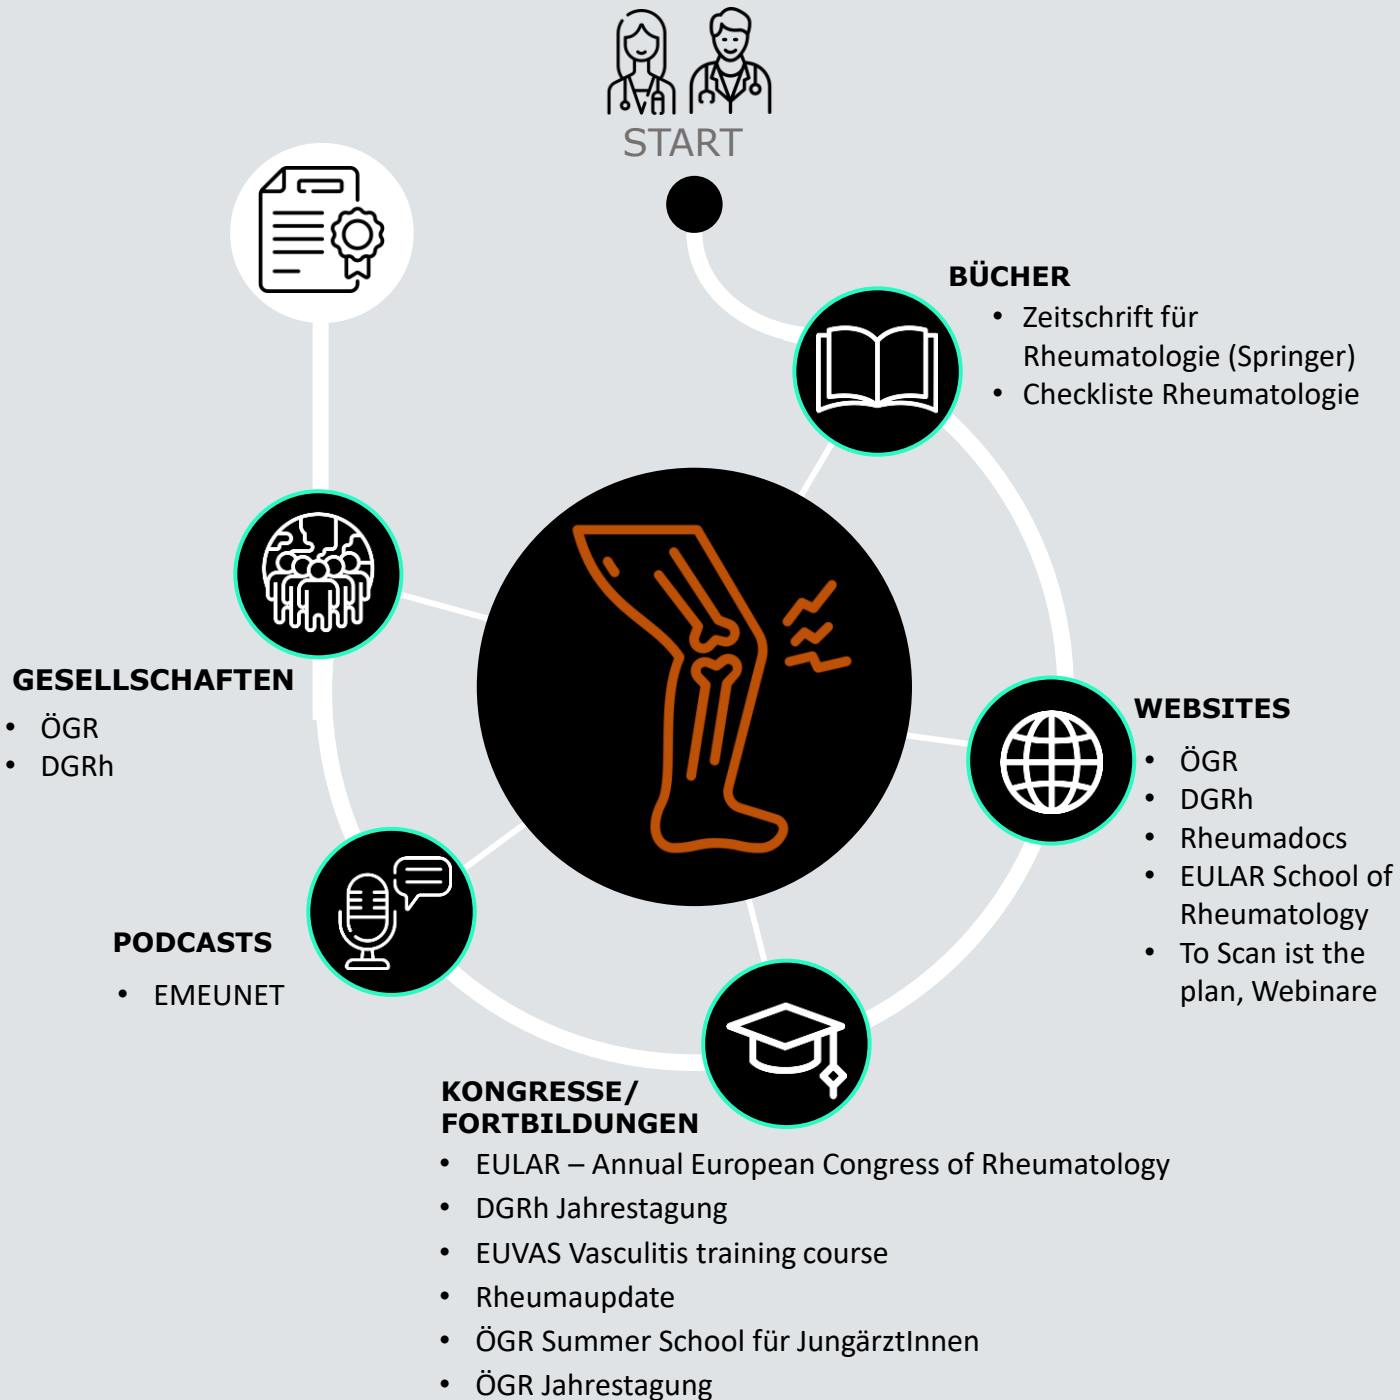 START
BÜCHER
• Zeitschrift für
Rheumatologie (Springer)
• Checkliste Rheumatologie
WEBSITES
• ÖGR
• DGRh
• Rheumadocs
• EULAR School of
Rheumatology
• To Scan ist the
plan, Webinare
KONGRESSE/
FORTBILDUNGEN
• EULAR – Annual European Congress of Rheumatology
• DGRh Jahrestagung
• EUVAS Vasculitis training course
• Rheumaupdate
• ÖGR Summer School für JungärztInnen
• ÖGR Jahrestagung
PODCASTS
• EMEUNET
GESELLSCHAFTEN
• ÖGR
• DGRh